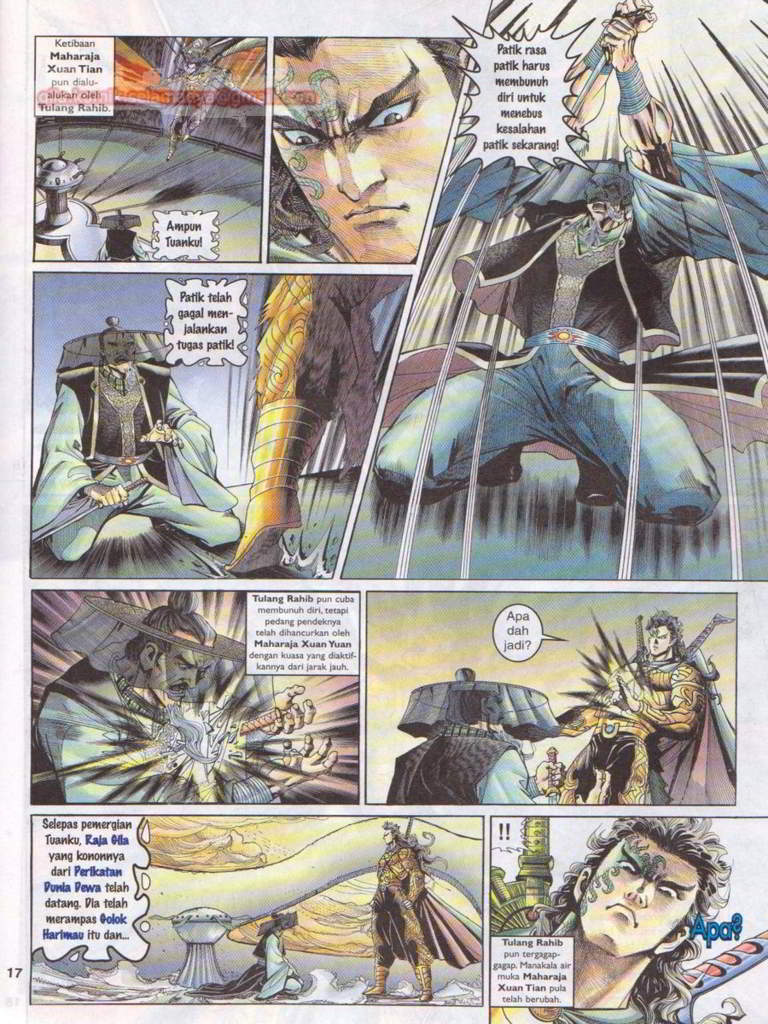 Ketibaan
Maharaja
Xuan Tian
pun dialu-
alukan oleh
Tulang Rahib.
Ampun
Tuanku!
Patik rasa
patik harus
membunuh
diri untuk
menebus
kesalahan
patik sekarang!
Patik telah
gagal men-
jalankan
tugas patik!
Tulang Rahib pun cuba
membunuh diri, tetapi
pedang pendeknya
telah dihancurkan oleh
Maharaja Xuan Yuan
dengan kuasa yang diaktif-
kannya dari jarak jauh.
Apa
dah
jadi?
Selepas pemergian
Tuanku, Raja Gila
yang kononnya
dari Perikatan
Dunia Dewa telah
datang. Dia telah
merampas Golok
Harimau itu dan...
!!
Apa?
Tulang Rahib
pun tergagap-
gagap. Manakala air
muka Maharaja
Xuan Tian pula
telah berubah.
17